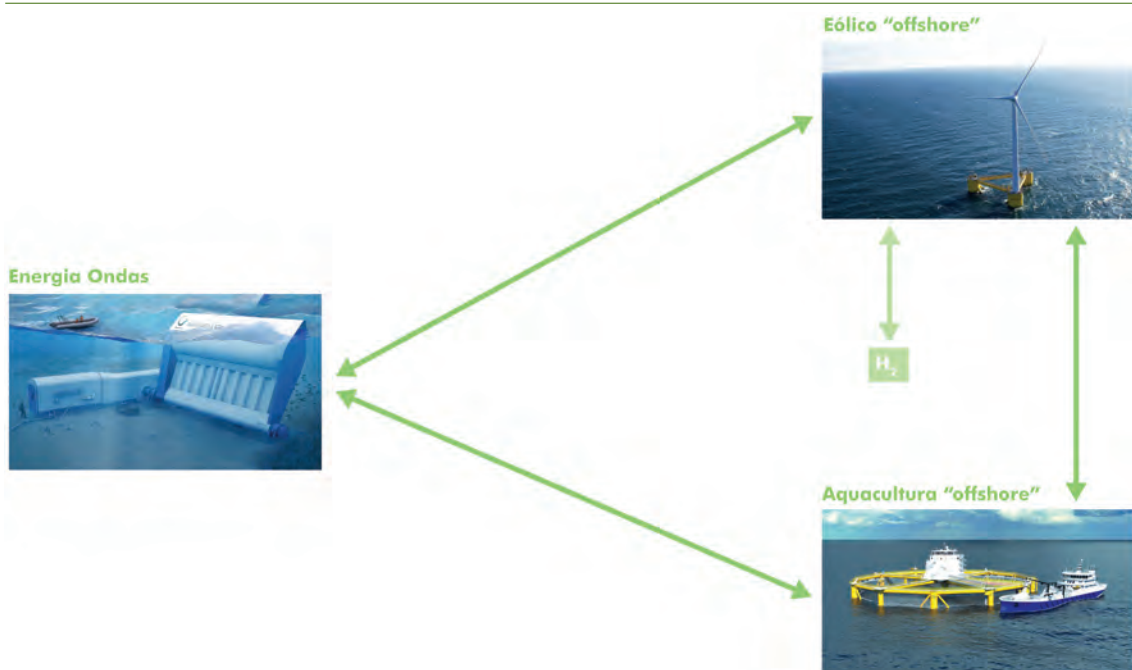 Eólico “offshore”
Energia Ondas
H₂
Aquacultura “offshore”